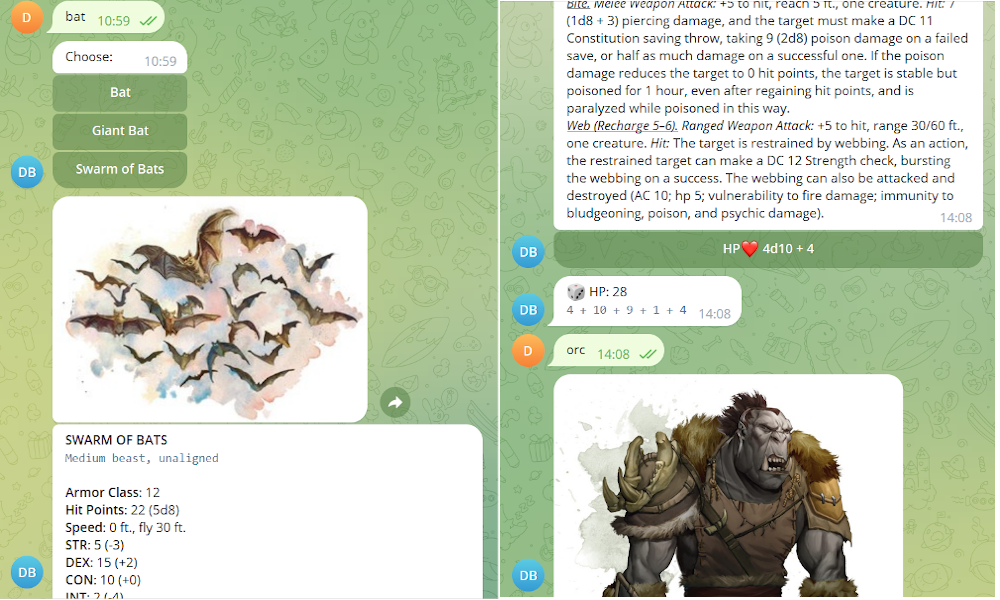 D
bat 10:59
Choose: 10:59
Bat
Giant Bat
DB
Swarm of Bats
SWARM OF BATS
Medium beast, unaligned
Armor Class: 12
Hit Points: 22 (5d8)
Speed: 0 ft., fly 30 ft.
STR: 5 (-3)
DEX: 15 (+2)
DB
CON: 10 (+0)
INT: 2 (-4)
Bite. Melee Weapon Attack: +5 to hit, reach 5 ft., one creature. Hit: 7
(1d8 + 3) piercing damage, and the target must make a DC 11
Constitution saving throw, taking 9 (2d8) poison damage on a failed
save, or half as much damage on a successful one. If the poison
damage reduces the target to 0 hit points, the target is stable but
poisoned for 1 hour, even after regaining hit points, and is
paralyzed while poisoned in this way.
Web (Recharge 5–6). Ranged Weapon Attack: +5 to hit, range 30/60 ft.,
one creature. Hit: The target is restrained by webbing. As an action,
the restrained target can make a DC 12 Strength check, bursting
the webbing on a success. The webbing can also be attacked and
destroyed (AC 10; hp 5; vulnerability to fire damage; immunity to
bludgeoning, poison, and psychic damage).
14:08
DB
HP❤️ 4d10 + 4
🎲 HP: 28
DB
4 + 10 + 9 + 1 + 4 14:08
D
orc 14:08
DB